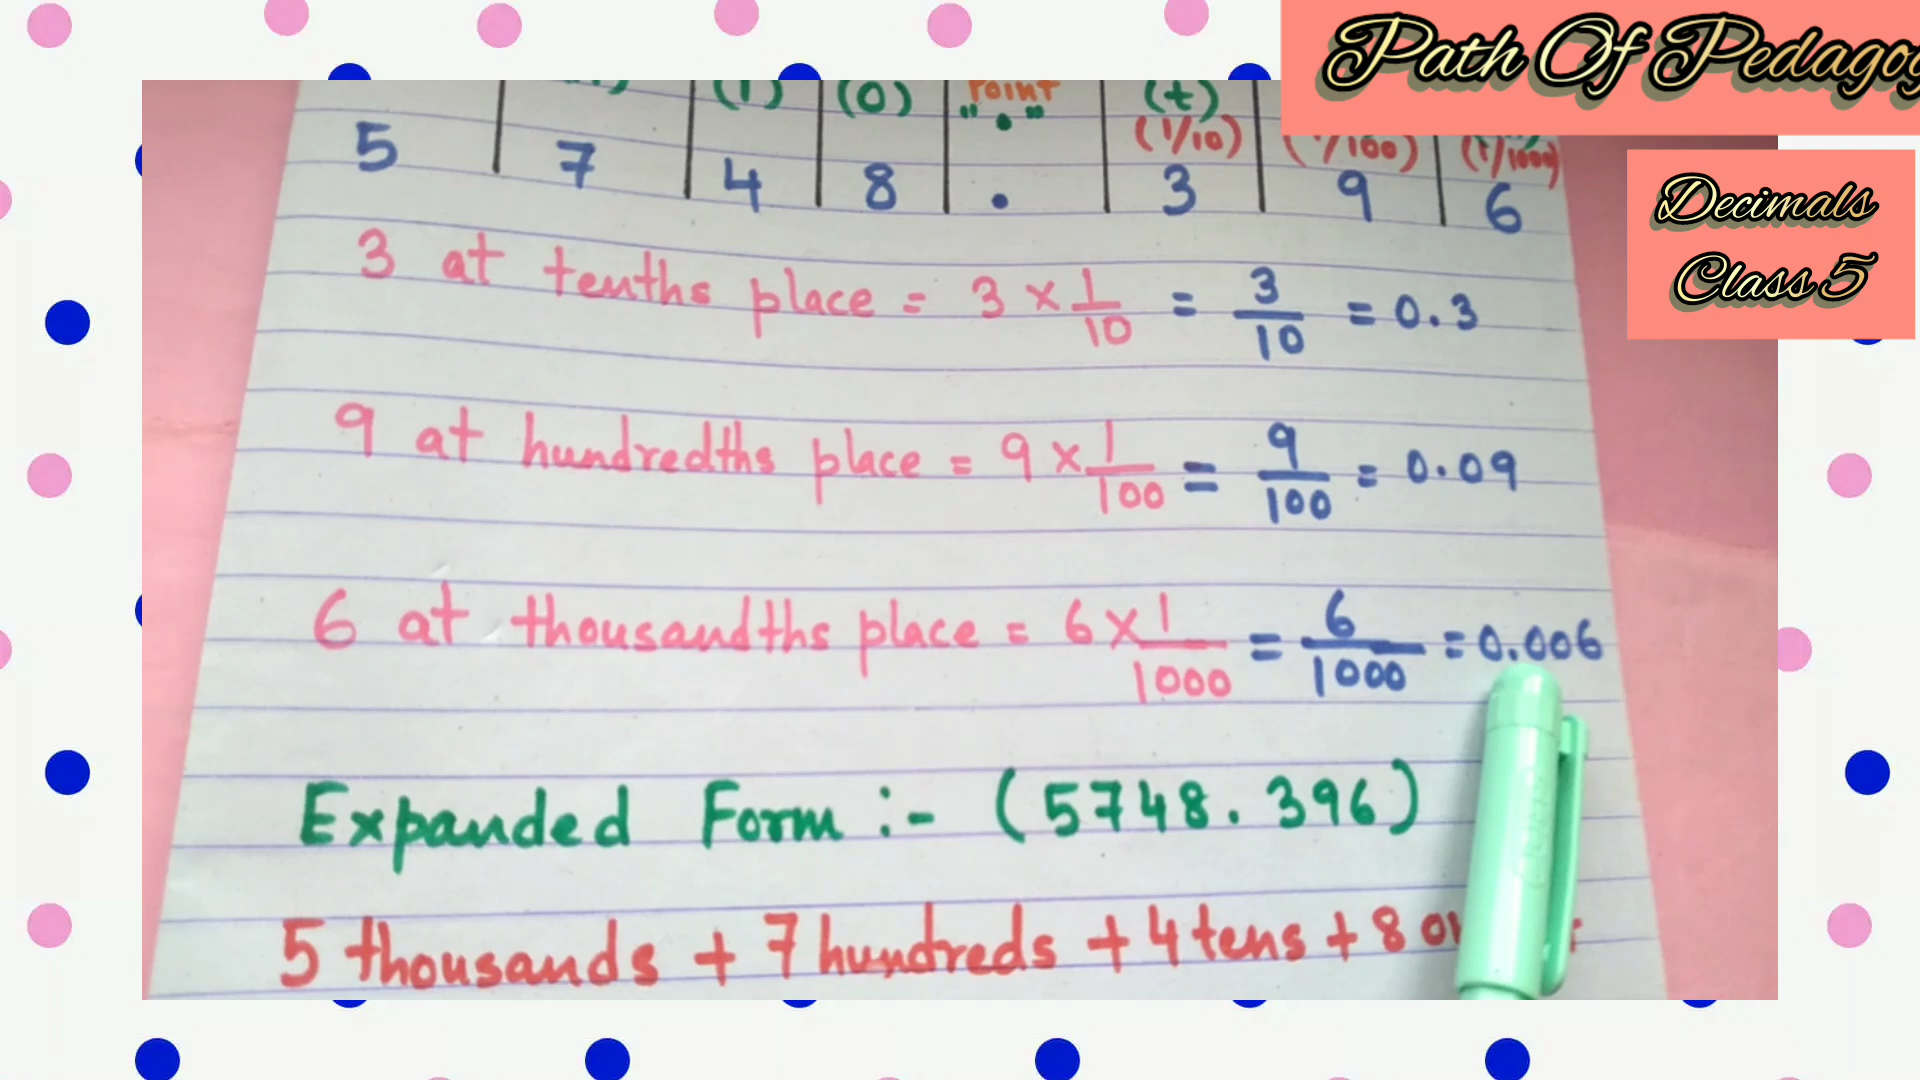 Path Of
Decimals
Class 5
(0) Point (t)
" . " (1/10) (1/100) (1/1000)
5 7 4 8 . 3 9 6
3 at tenths place = 3 × 1/10 = 3/10 = 0.3
9 at hundredths place = 9 × 1/100 = 9/100 = 0.09
6 at thousandths place = 6 × 1/1000 = 6/1000 = 0.006
Expanded Form :- (5748.396)
5 thousands + 7 hundreds + 4 tens + 8